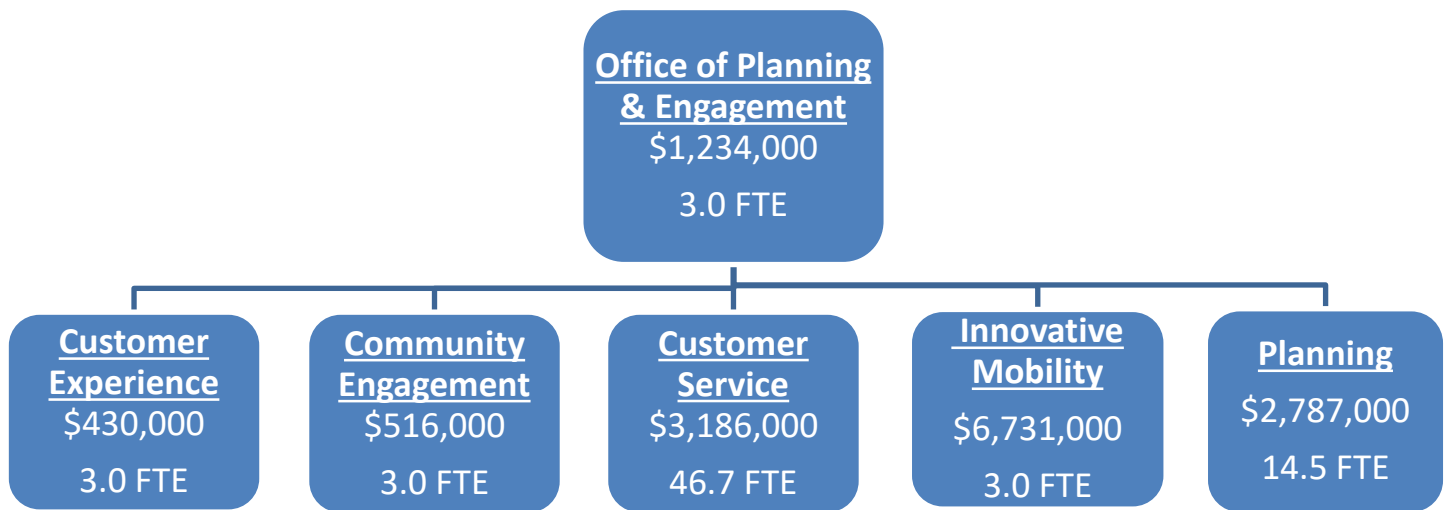 Office of Planning
& Engagement
$1,234,000
3.0 FTE
Customer
Experience
$430,000
3.0 FTE
Community
Engagement
$516,000
3.0 FTE
Customer
Service
$3,186,000
46.7 FTE
Innovative
Mobility
$6,731,000
3.0 FTE
Planning
$2,787,000
14.5 FTE